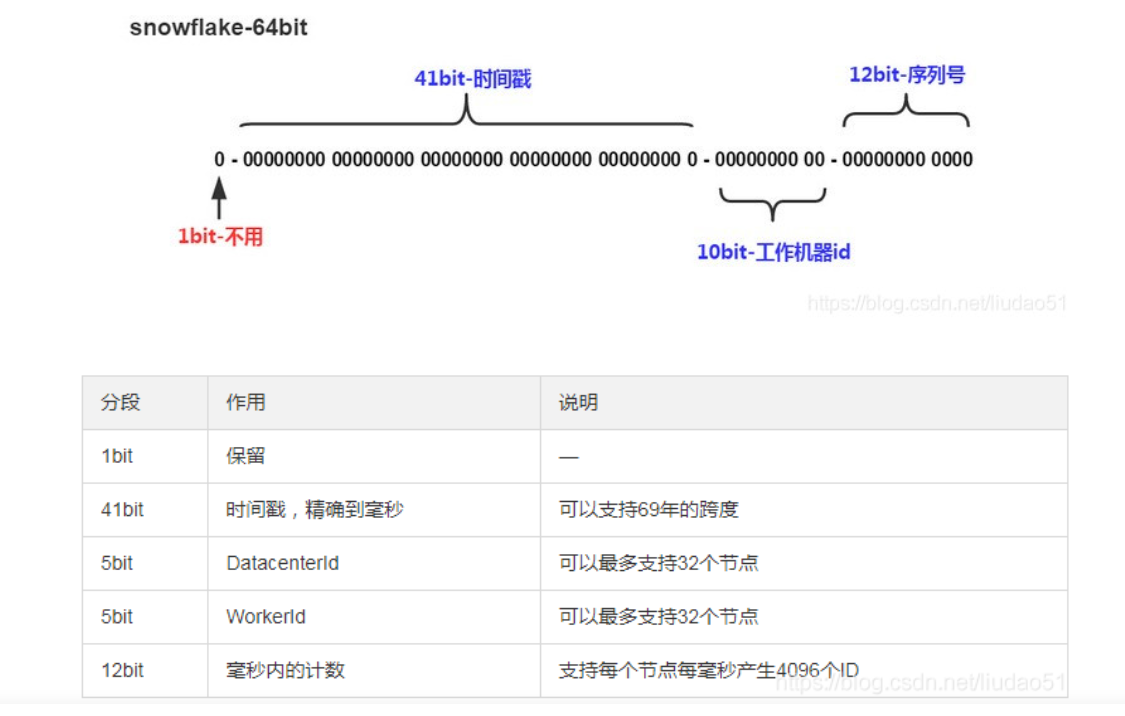 snowflake-64bit
41bit-时间戳
12bit-序列号
0 - 00000000 00000000 00000000 00000000 00000000 0 - 00000000 00 - 00000000 0000
1bit-不用
10bit-工作机器id
https://blog.csdn.net/liudao51
分段 作用 说明
1bit 保留 —
41bit 时间戳，精确到毫秒 可以支持69年的跨度
5bit DatacenterId 可以最多支持32个节点
5bit WorkerId 可以最多支持32个节点
12bit 毫秒内的计数 支持每个节点每毫秒产生4096个ID
https://blog.csdn.net/liudao51